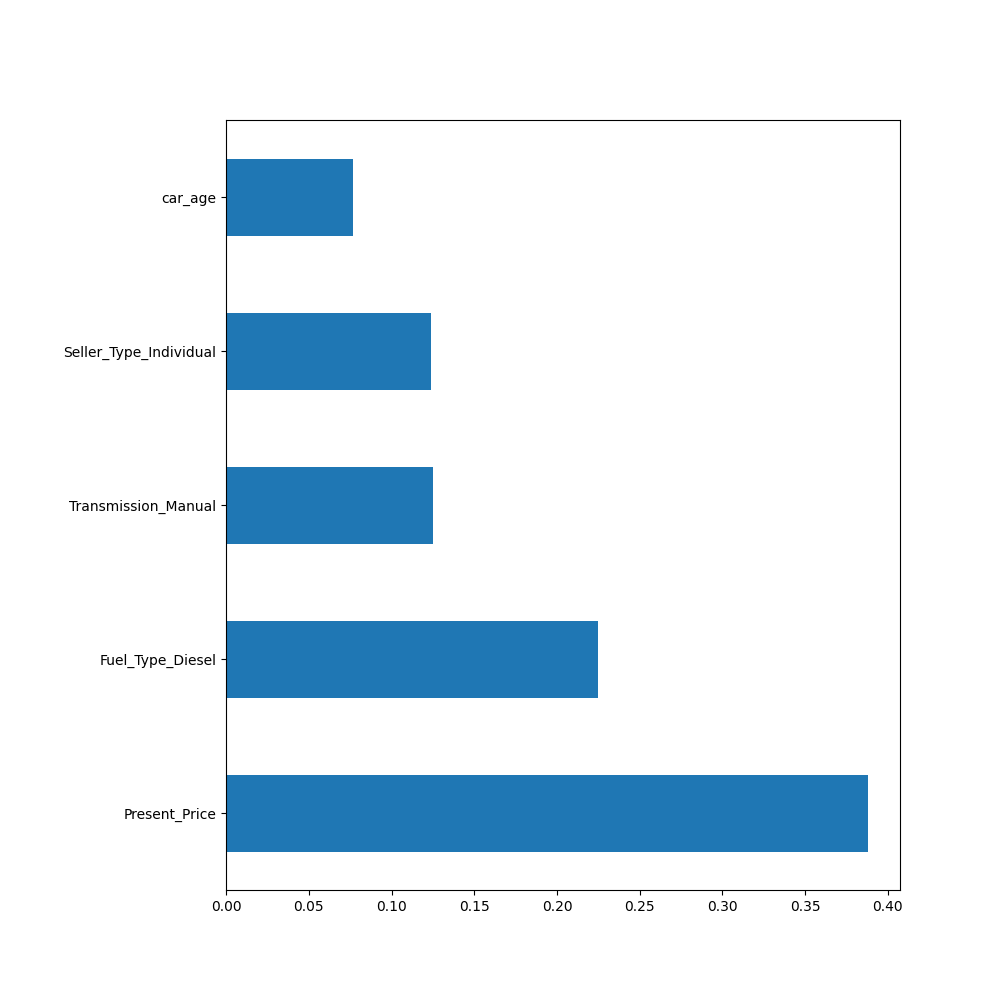 car_age
Seller_Type_Individual
Transmission_Manual
Fuel_Type_Diesel
Present_Price
0.00 0.05 0.10 0.15 0.20 0.25 0.30 0.35 0.40